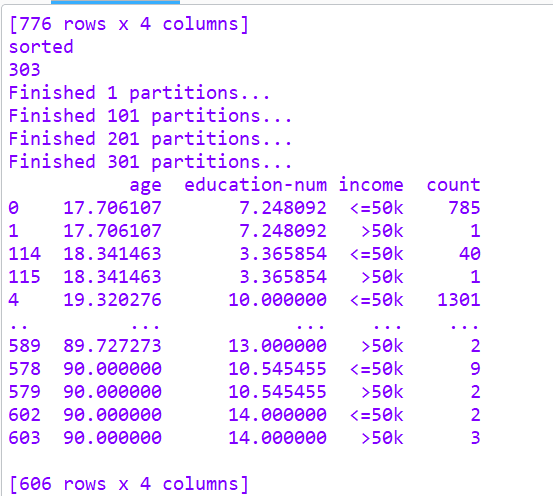 [776 rows x 4 columns]
sorted
303
Finished 1 partitions...
Finished 101 partitions...
Finished 201 partitions...
Finished 301 partitions...
age education-num income count
0 17.706107 7.248092 <=50k 785
1 17.706107 7.248092 >50k 1
114 18.341463 3.365854 <=50k 40
115 18.341463 3.365854 >50k 1
4 19.320276 10.000000 <=50k 1301
.. ... ... ... ...
589 89.727273 13.000000 >50k 2
578 90.000000 10.545455 <=50k 9
579 90.000000 10.545455 >50k 2
602 90.000000 14.000000 <=50k 2
603 90.000000 14.000000 >50k 3
[606 rows x 4 columns]